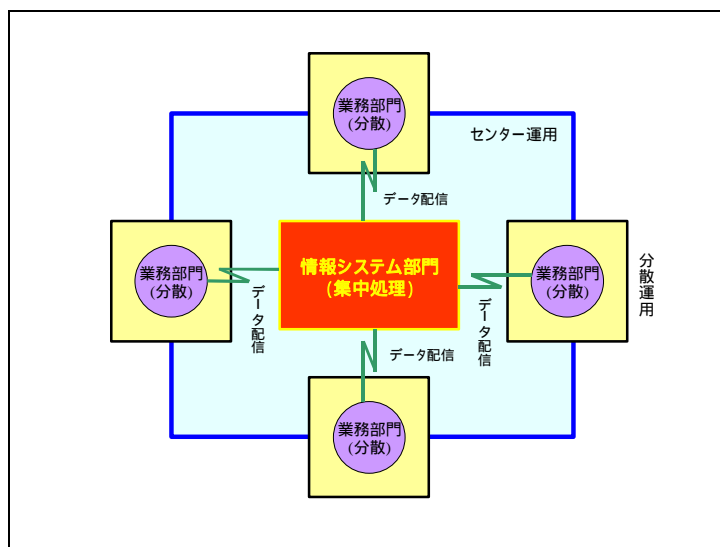 業務部門
(分散)
センター運用
データ配信
業務部門
(分散)
データ配信
情報システム部門
(集中処理)
データ配信
業務部門
(分散)
分散運用
データ配信
業務部門
(分散)